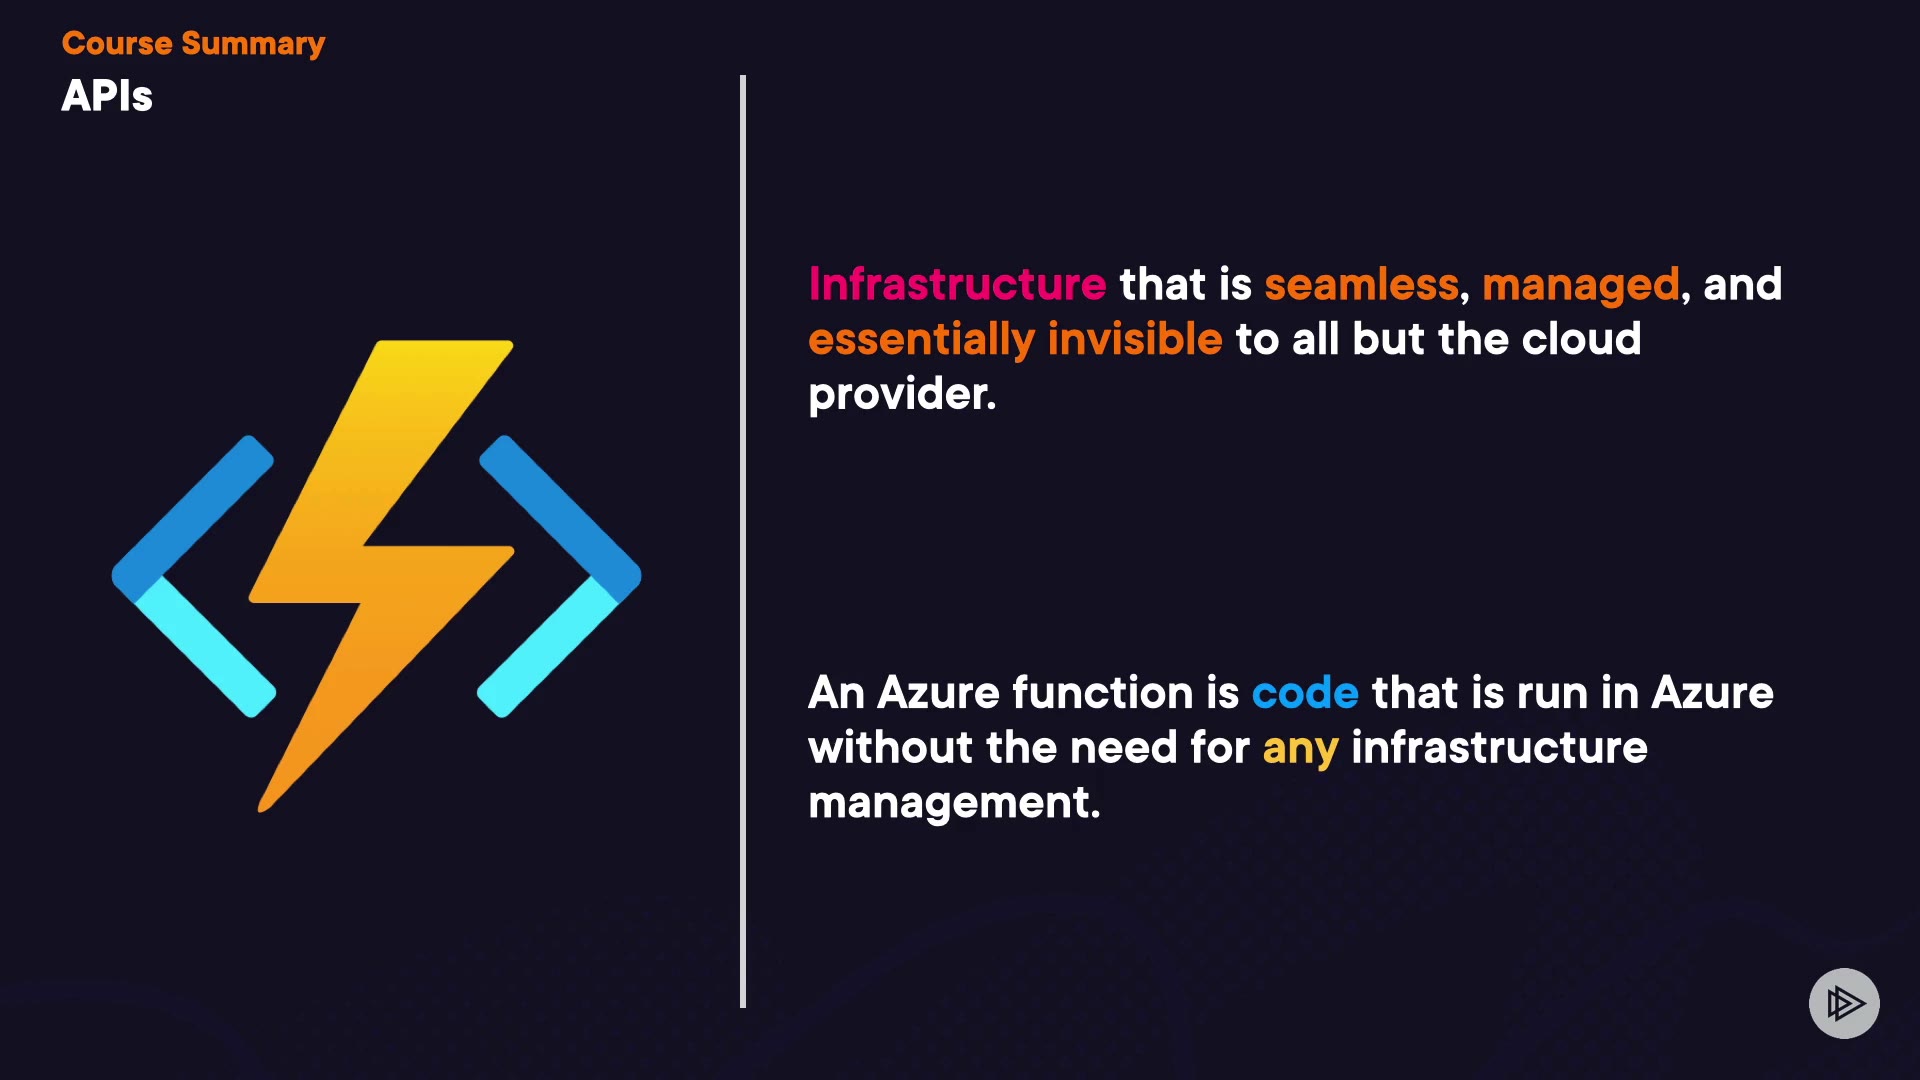 Course Summary
APIs
Infrastructure that is seamless, managed, and
essentially invisible to all but the cloud
provider.
An Azure function is code that is run in Azure
without the need for any infrastructure
management.